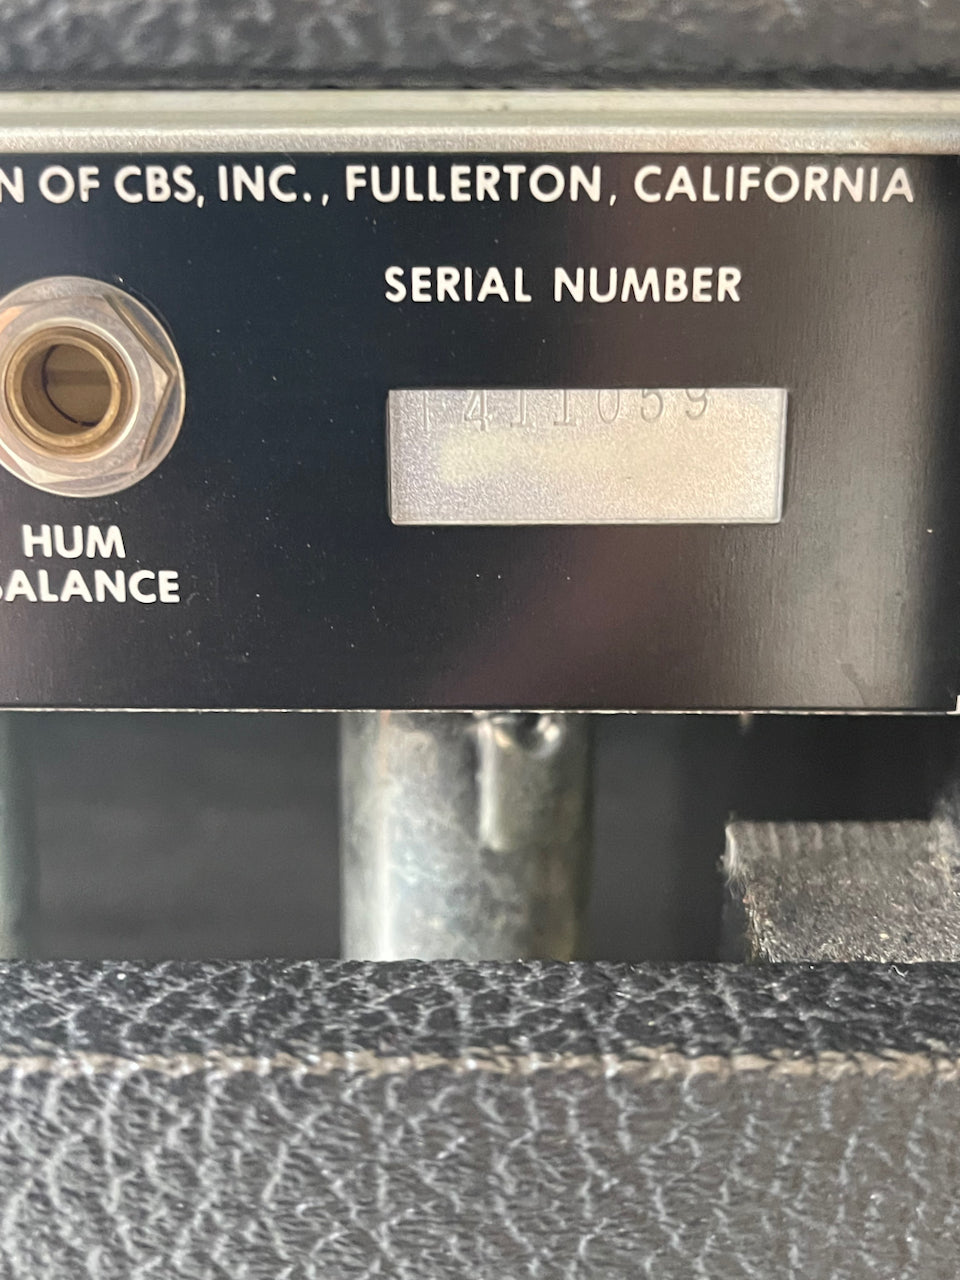 N OF CBS, INC., FULLERTON, CALIFORNIA
SERIAL NUMBER
HUM
BALANCE